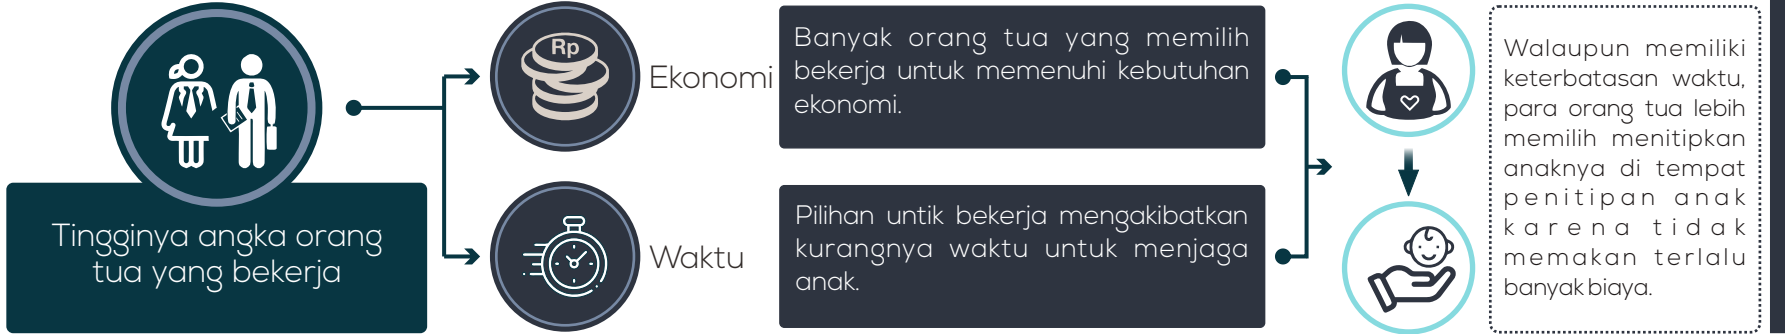 Tingginya angka orang
tua yang bekerja
Rp
Ekonomi
Banyak orang tua yang memilih
bekerja untuk memenuhi kebutuhan
ekonomi.
Waktu
Pilihan untik bekerja mengakibatkan
kurangnya waktu untuk menjaga
anak.
Walaupun memiliki
keterbatasan waktu,
para orang tua lebih
memilih menitipkan
anaknya di tempat
penitipan anak
karena tidak
memakan terlalu
banyak biaya.